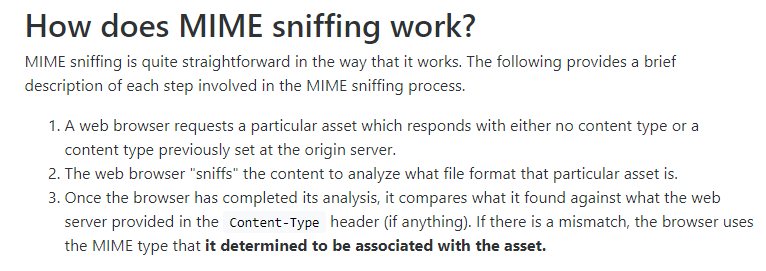 How does MIME sniffing work?
MIME sniffing is quite straightforward in the way that it works. The following provides a brief
description of each step involved in the MIME sniffing process.
1. A web browser requests a particular asset which responds with either no content type or a
content type previously set at the origin server.
2. The web browser "sniffs" the content to analyze what file format that particular asset is.
3. Once the browser has completed its analysis, it compares what it found against what the web
server provided in the Content-Type header (if anything). If there is a mismatch, the browser uses
the MIME type that it determined to be associated with the asset.